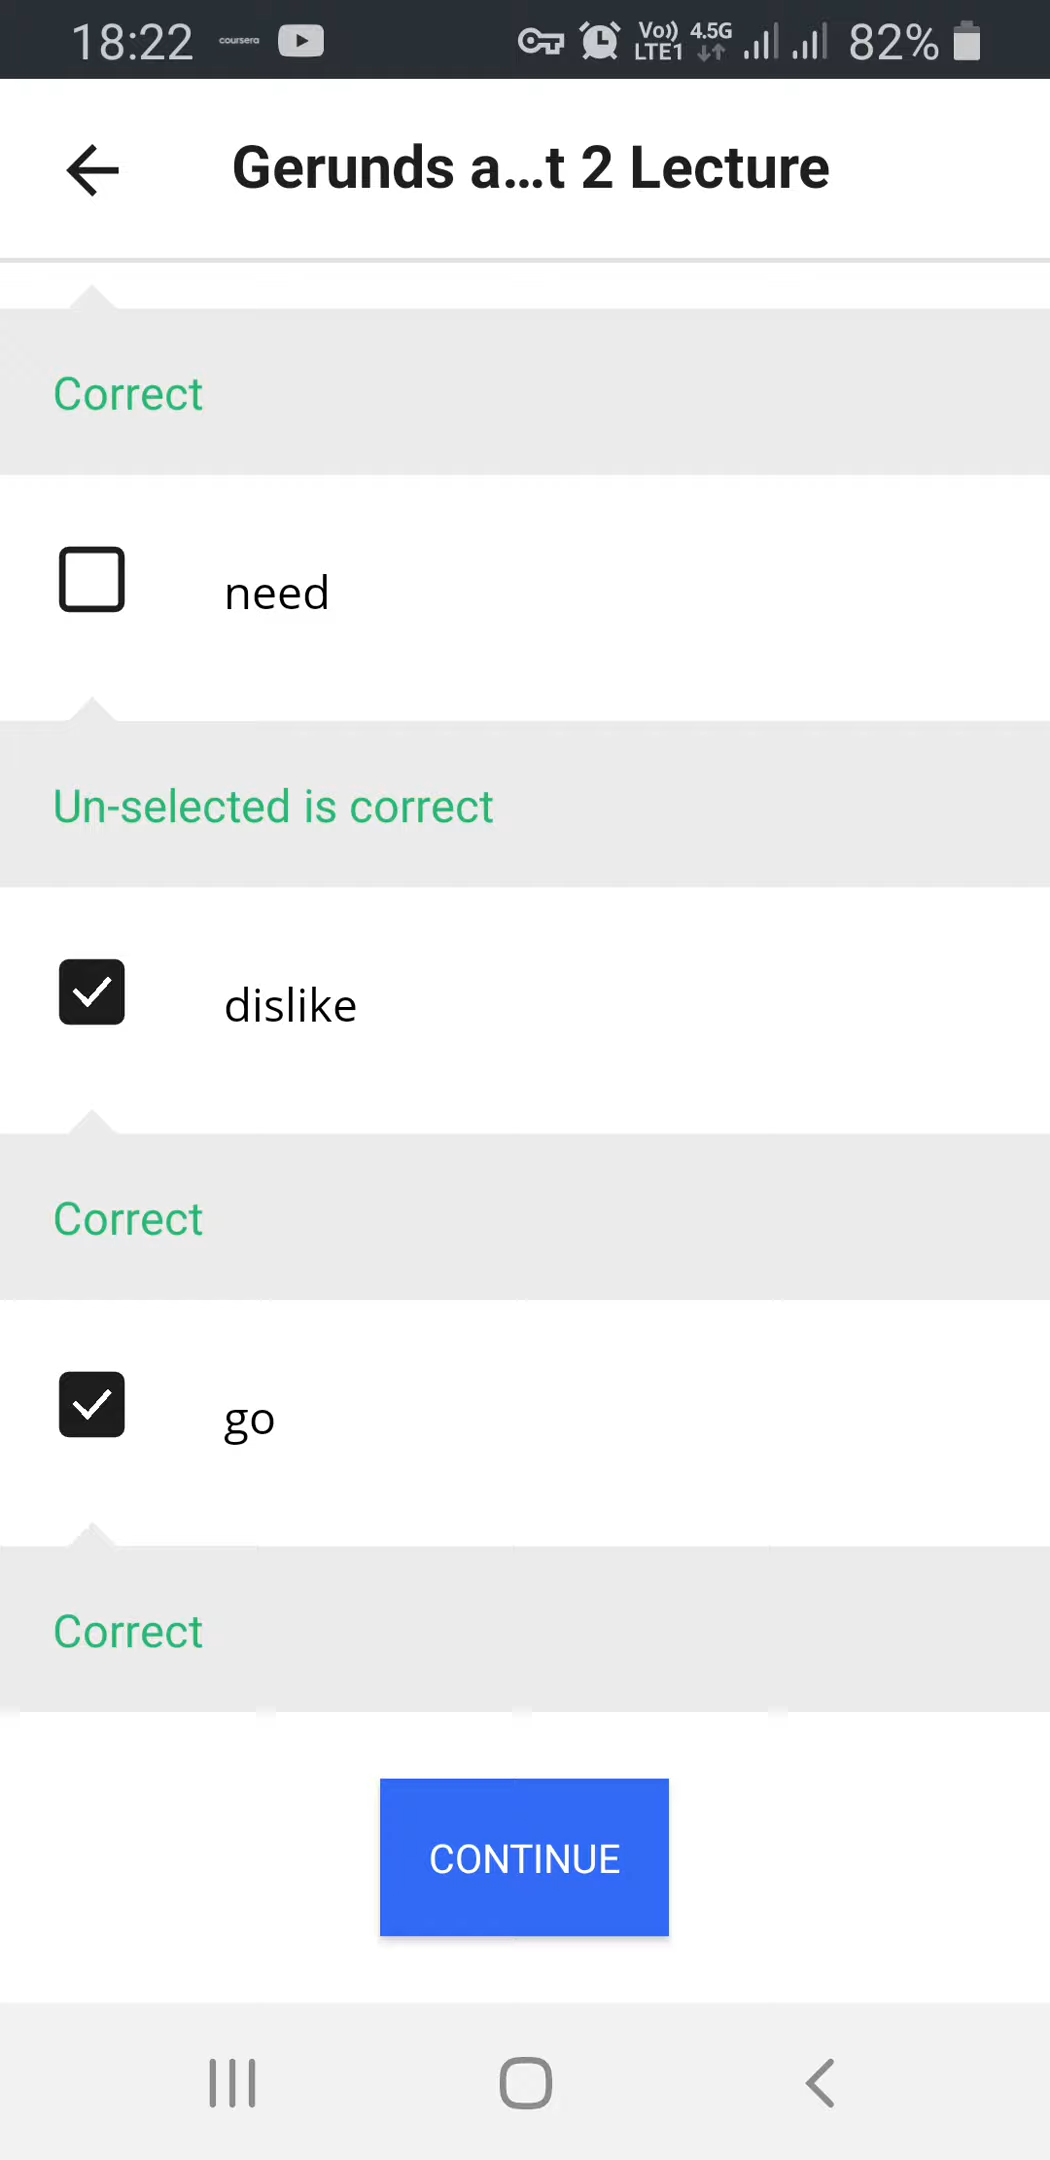 18:22 coursera Vo)) LTE1 4.5G 82%
Gerunds a...t 2 Lecture
Correct
need
Un-selected is correct
dislike
Correct
go
Correct
CONTINUE